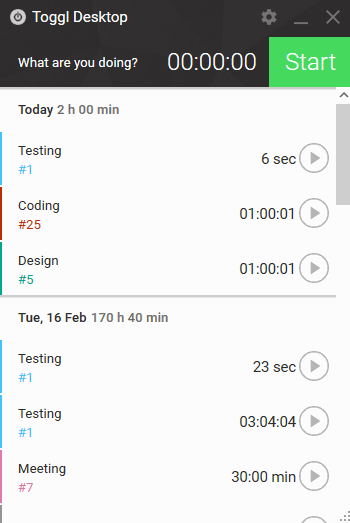 Toggl Desktop
What are you doing? 00:00:00 Start
Today 2 h 00 min
Testing
#1
6 sec
Coding
#25
01:00:01
Design
#5
01:00:01
Tue, 16 Feb 170 h 40 min
Testing
#1
23 sec
Testing
#1
03:04:04
Meeting
#7
30:00 min